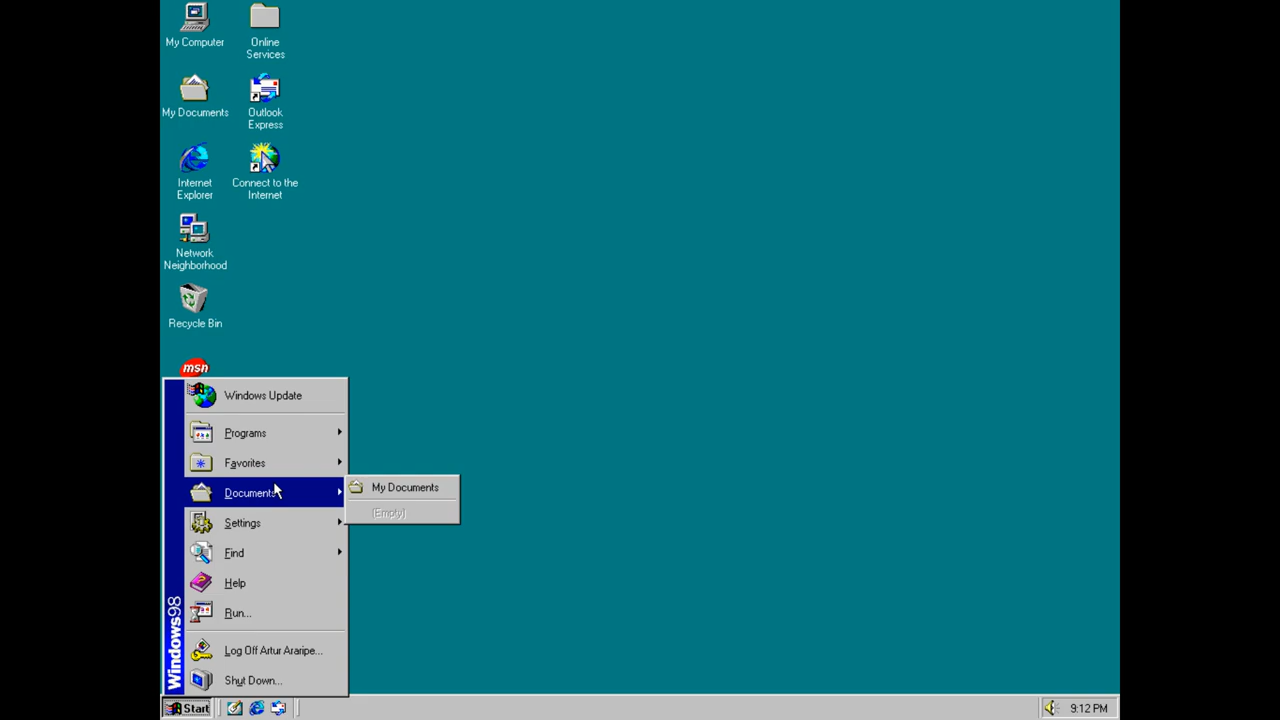 My Computer
Online
Services
My Documents
Outlook
Express
Internet
Explorer
Connect to the
Internet
Network
Neighborhood
Recycle Bin
msn
Windows Update
Programs
Favorites
Documents
My Documents
(Empty)
Settings
Find
Help
Run...
Log Off Artur Araripe...
Shut Down...
Windows98
Start
9:12 PM